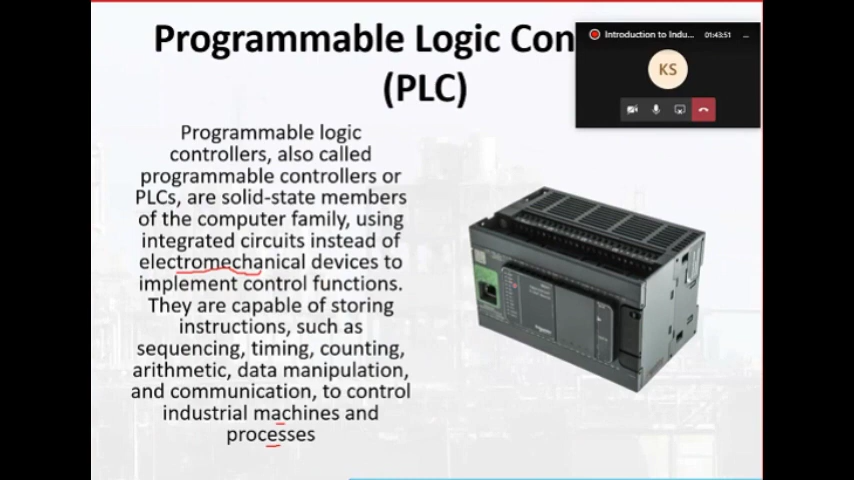 Programmable Logic Con
(PLC)
Introduction to Indu...
01:43:51
...
KS
Programmable logic
controllers, also called
programmable controllers or
PLCs, are solid-state members
of the computer family, using
integrated circuits instead of
electromechanical devices to
implement control functions.
They are capable of storing
instructions, such as
sequencing, timing, counting,
arithmetic, data manipulation,
and communication, to control
industrial machines and
processes